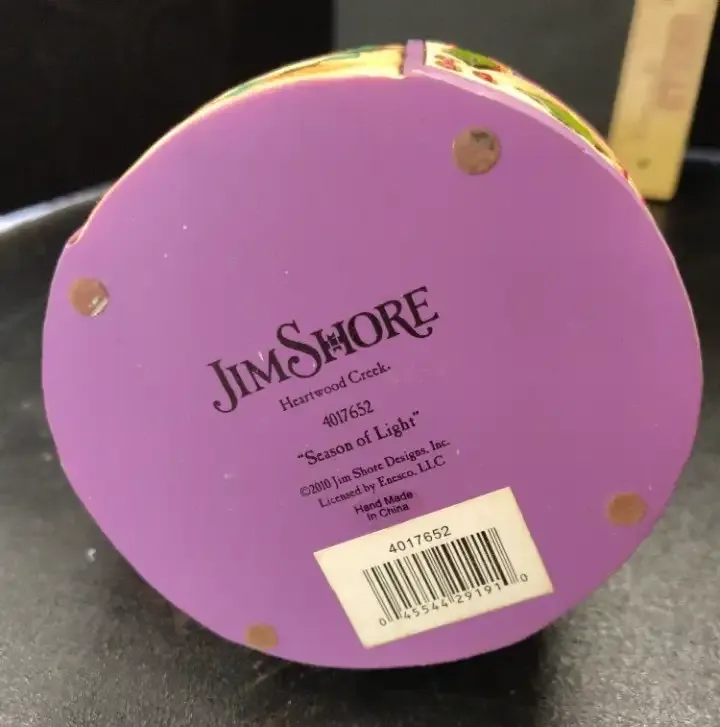 JIM SHORE
Heartwood Creek
4017652
"Season of Light"
©2010 Jim Shore Designs, Inc.
Licensed by Enesco, LLC
Hand Made
In China
4017652
0 45544 29191 0